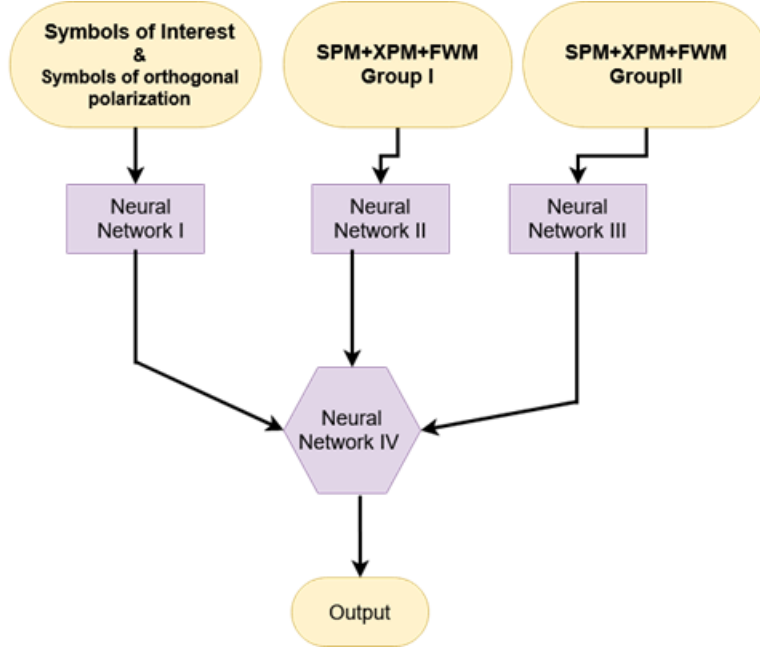 Symbols of Interest
&
Symbols of orthogonal
polarization
SPM+XPM+FWM
Group I
SPM+XPM+FWM
GroupII
Neural
Network I
Neural
Network II
Neural
Network III
Neural
Network IV
Output